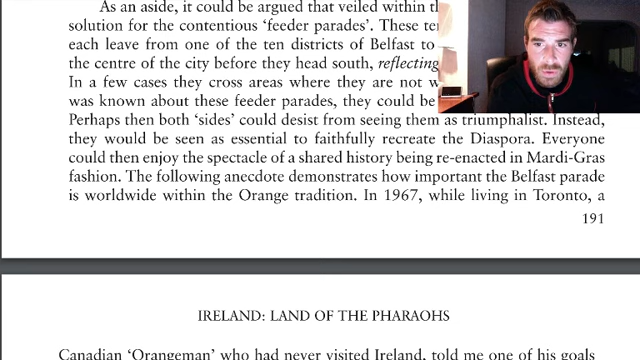 As an aside, it could be argued that veiled within
solution for the contentious ‘feeder parades’. These
each leave from one of the ten districts of Belfast to
the centre of the city before they head south, reflecting
In a few cases they cross areas where they are not
was known about these feeder parades, they could be
Perhaps then both ‘sides’ could desist from seeing them as triumphalist. Instead,
they would be seen as essential to faithfully recreate the Diaspora. Everyone
could then enjoy the spectacle of a shared history being re-enacted in Mardi-Gras
fashion. The following anecdote demonstrates how important the Belfast parade
is worldwide within the Orange tradition. In 1967, while living in Toronto, a
191
IRELAND: LAND OF THE PHARAOHS
Canadian ‘Orangeman’ who had never visited Ireland, told me one of his goals